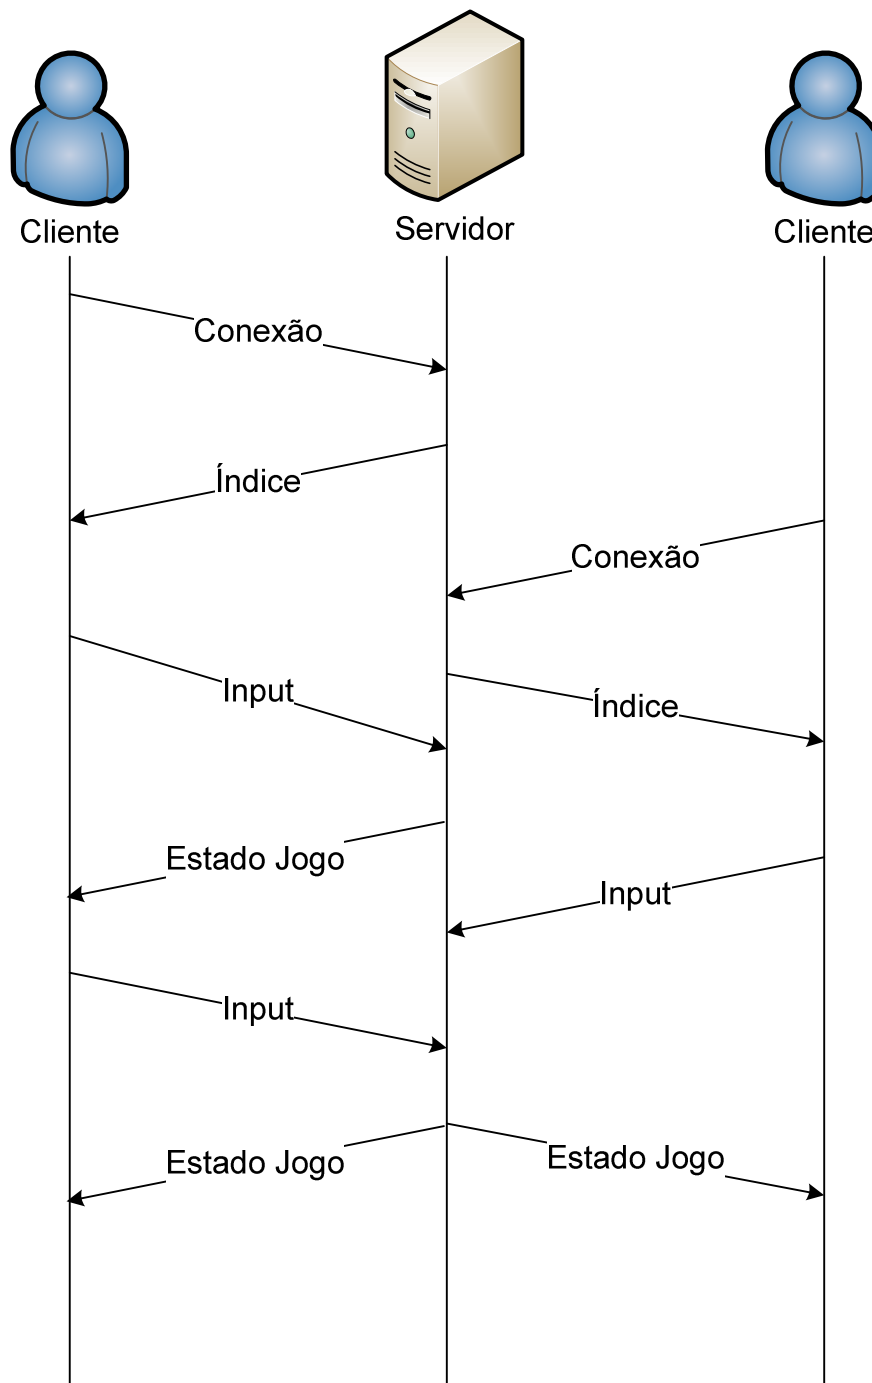 Cliente
Servidor
Cliente
Conexão
Índice
Conexão
Input
Índice
Estado Jogo
Input
Input
Estado Jogo
Estado Jogo